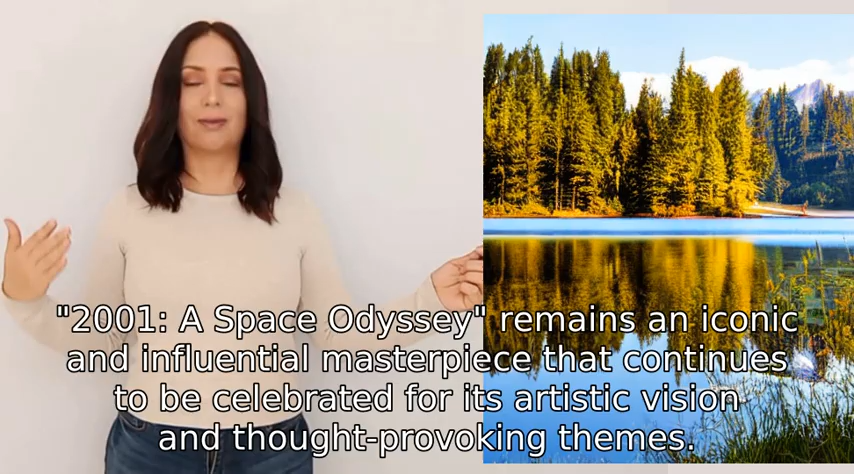 "2001: A Space Odyssey" remains an iconic
and influential masterpiece that continues
to be celebrated for its artistic vision
and thought-provoking themes.